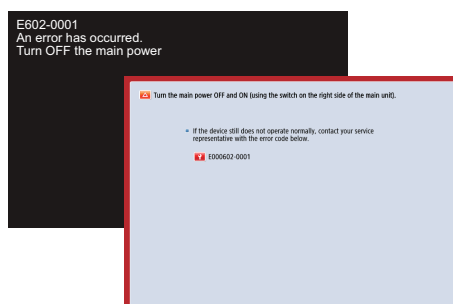 E602-0001
An error has occurred.
Turn OFF the main power
Turn the main power OFF and ON (using the switch on the right side of the main unit).
If the device still does not operate normally, contact your service
representative with the error code below.
E000602-0001